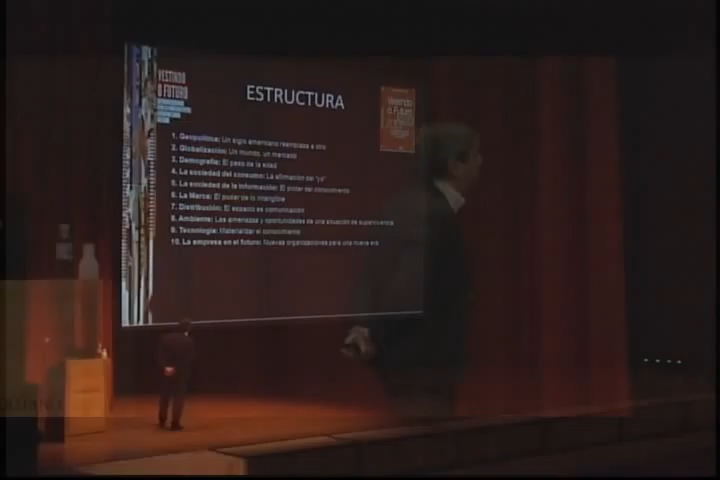 VESTINDO
O FUTURO
ESTRUCTURA
1. Geopolítica: Un siglo americano reemplaza a otro
2. Globalización: Un mundo, un mercado
3. Demografía: El peso de la edad
4. La sociedad del consumo: La afirmación del "yo"
5. La sociedad de la información: El poder del conocimiento
6. La Marca: El poder de lo intangible
7. Distribución: El espacio es comunicación
8. Ambiente: Las amenazas y oportunidades de una situación de supervivencia
9. Tecnología: Materializar el conocimiento
10. La empresa en el futuro: Nuevas organizaciones para una nueva era